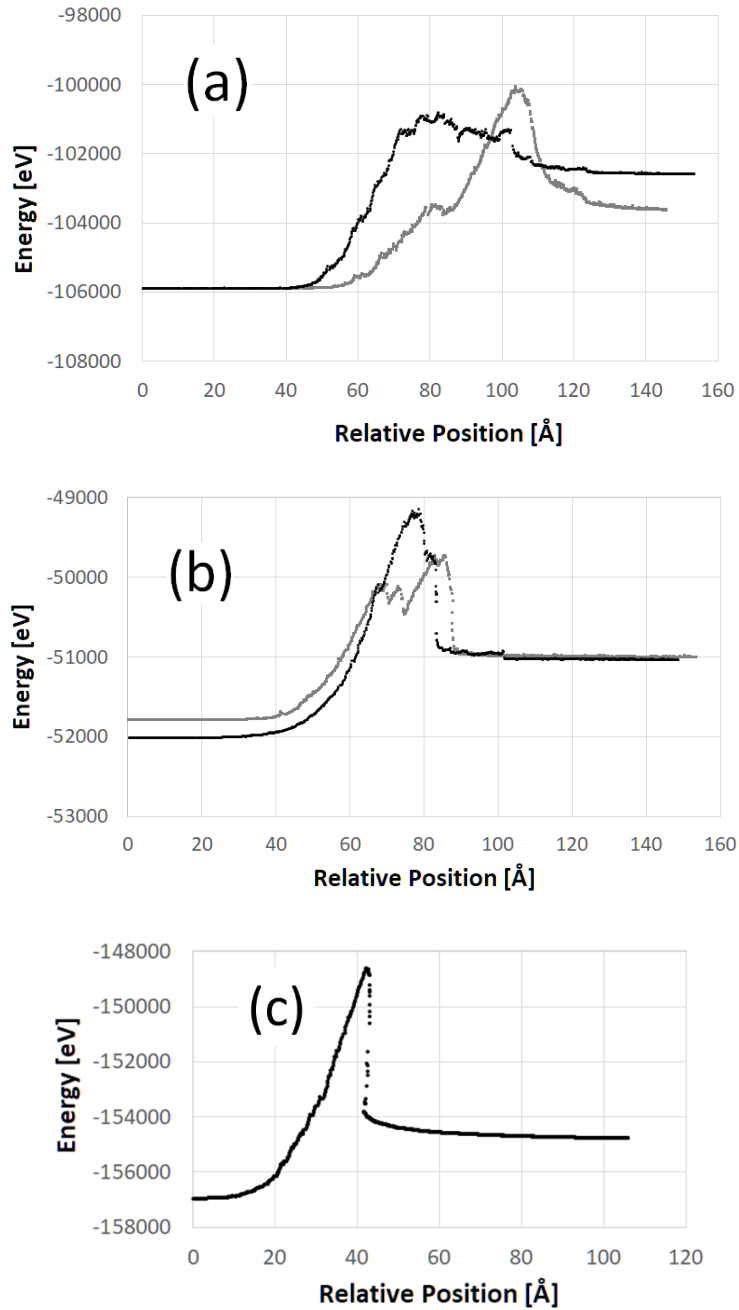 (a)
Energy [eV]
-98000
-100000
-102000
-104000
-106000
-108000
0 20 40 60 80 100 120 140 160
Relative Position [Å]
(b)
Energy [eV]
-49000
-50000
-51000
-52000
-53000
0 20 40 60 80 100 120 140 160
Relative Position [Å]
(c)
Energy [eV]
-148000
-150000
-152000
-154000
-156000
-158000
0 20 40 60 80 100 120
Relative Position [Å]